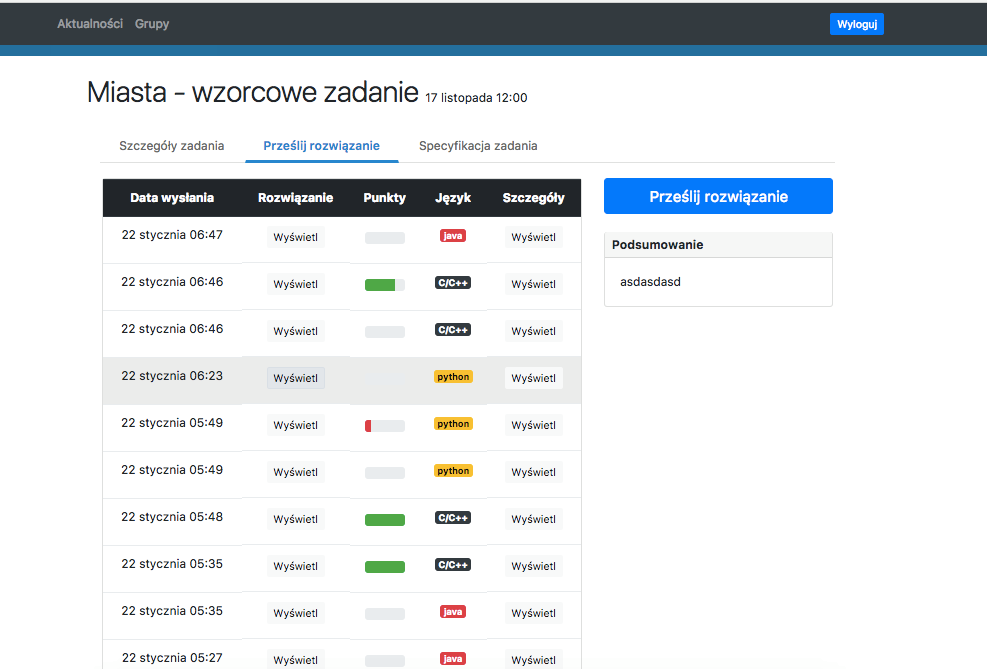 Aktualności Grupy Wyloguj
Miasta - wzorcowe zadanie 17 listopada 12:00
Szczegóły zadania Prześlij rozwiązanie Specyfikacja zadania
Data wysłania Rozwiązanie Punkty Język Szczegóły
22 stycznia 06:47 Wyświetl java Wyświetl
22 stycznia 06:46 Wyświetl C/C++ Wyświetl
22 stycznia 06:46 Wyświetl C/C++ Wyświetl
22 stycznia 06:23 Wyświetl python Wyświetl
22 stycznia 05:49 Wyświetl python Wyświetl
22 stycznia 05:49 Wyświetl python Wyświetl
22 stycznia 05:48 Wyświetl C/C++ Wyświetl
22 stycznia 05:35 Wyświetl C/C++ Wyświetl
22 stycznia 05:35 Wyświetl java Wyświetl
22 stycznia 05:27 Wyświetl java Wyświetl
Prześlij rozwiązanie
Podsumowanie
asdasdasd